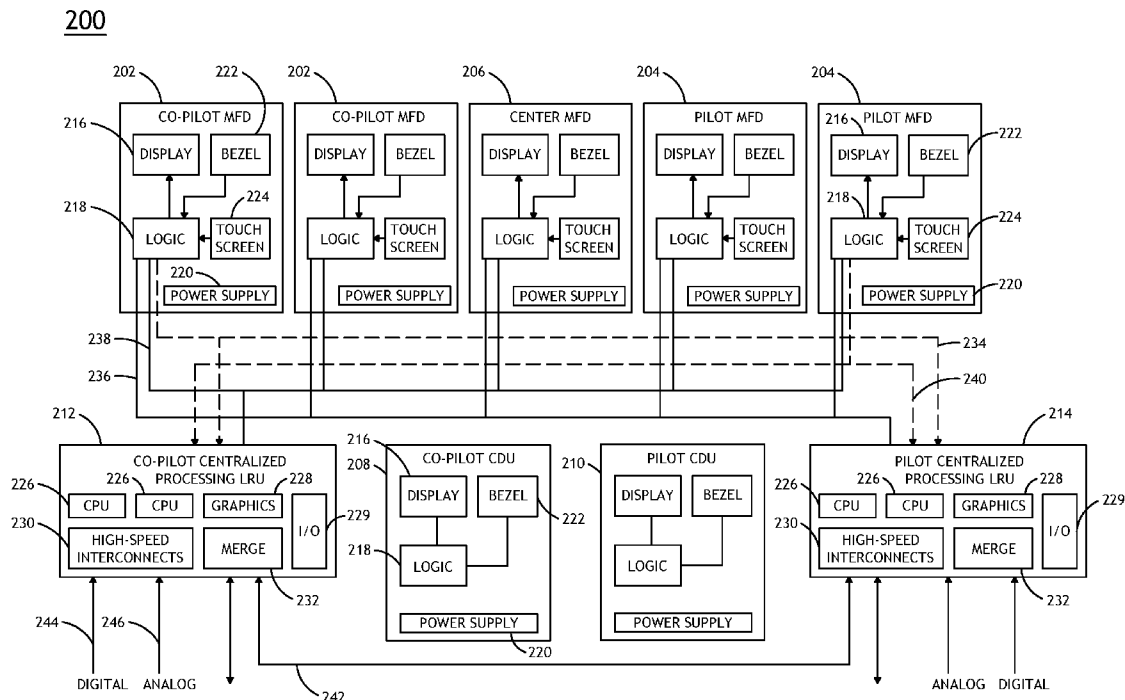 200
202
222
202
206
204
204
CO-PILOT MFD
CO-PILOT MFD
CENTER MFD
PILOT MFD
PILOT MFD
216
216
222
DISPLAY
BEZEL
DISPLAY
BEZEL
DISPLAY
BEZEL
DISPLAY
BEZEL
DISPLAY
BEZEL
218
224
218
224
LOGIC
TOUCH
SCREEN
LOGIC
TOUCH
SCREEN
LOGIC
TOUCH
SCREEN
LOGIC
TOUCH
SCREEN
LOGIC
TOUCH
SCREEN
220
220
POWER SUPPLY
POWER SUPPLY
POWER SUPPLY
POWER SUPPLY
POWER SUPPLY
238
234
236
240
212
214
CO-PILOT CENTRALIZED
PROCESSING LRU
226
226
228
CPU
CPU
GRAPHICS
I/O
229
230
HIGH-SPEED
INTERCONNECTS
MERGE
232
216
208
CO-PILOT CDU
DISPLAY
BEZEL
222
218
LOGIC
POWER SUPPLY
220
210
PILOT CDU
DISPLAY
BEZEL
LOGIC
POWER SUPPLY
PILOT CENTRALIZED
PROCESSING LRU
226
226
228
CPU
CPU
GRAPHICS
I/O
229
230
HIGH-SPEED
INTERCONNECTS
MERGE
232
244
246
DIGITAL
ANALOG
242
ANALOG
DIGITAL